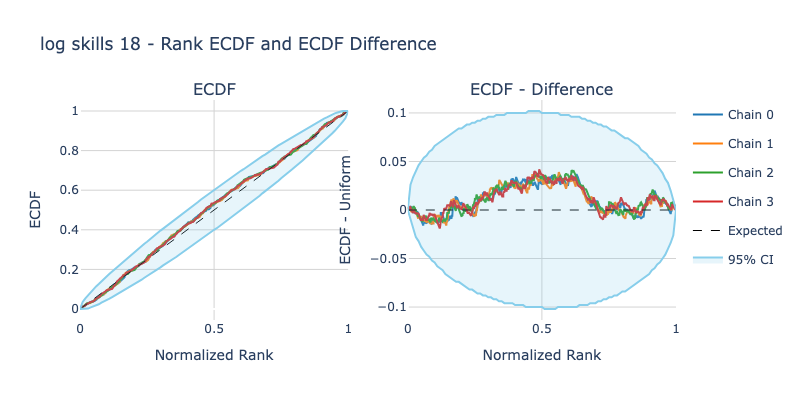 log skills 18 - Rank ECDF and ECDF Difference
ECDF
ECDF - Difference
ECDF
1
0.8
0.6
0.4
0.2
0
0
0.5
1
Normalized Rank
ECDF - Uniform
0.1
0.05
0
−0.05
−0.1
0
0.5
1
Normalized Rank
Chain 0
Chain 1
Chain 2
Chain 3
Expected
95% CI